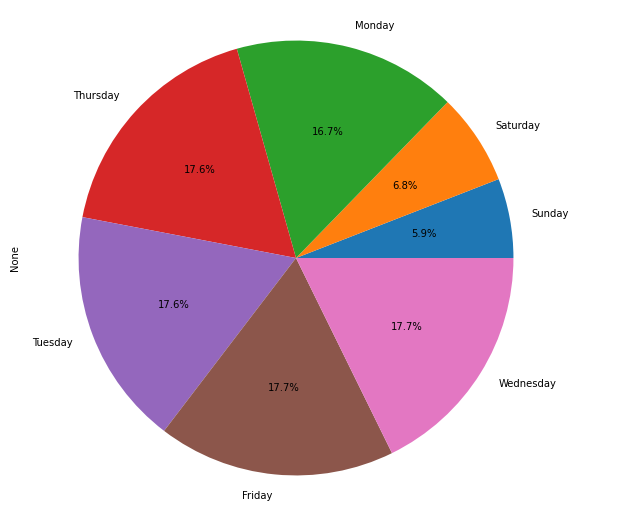 Monday
Thursday
Saturday
16.7%
17.6%
6.8%
Sunday
5.9%
None
17.6%
17.7%
Tuesday
17.7%
Wednesday
Friday